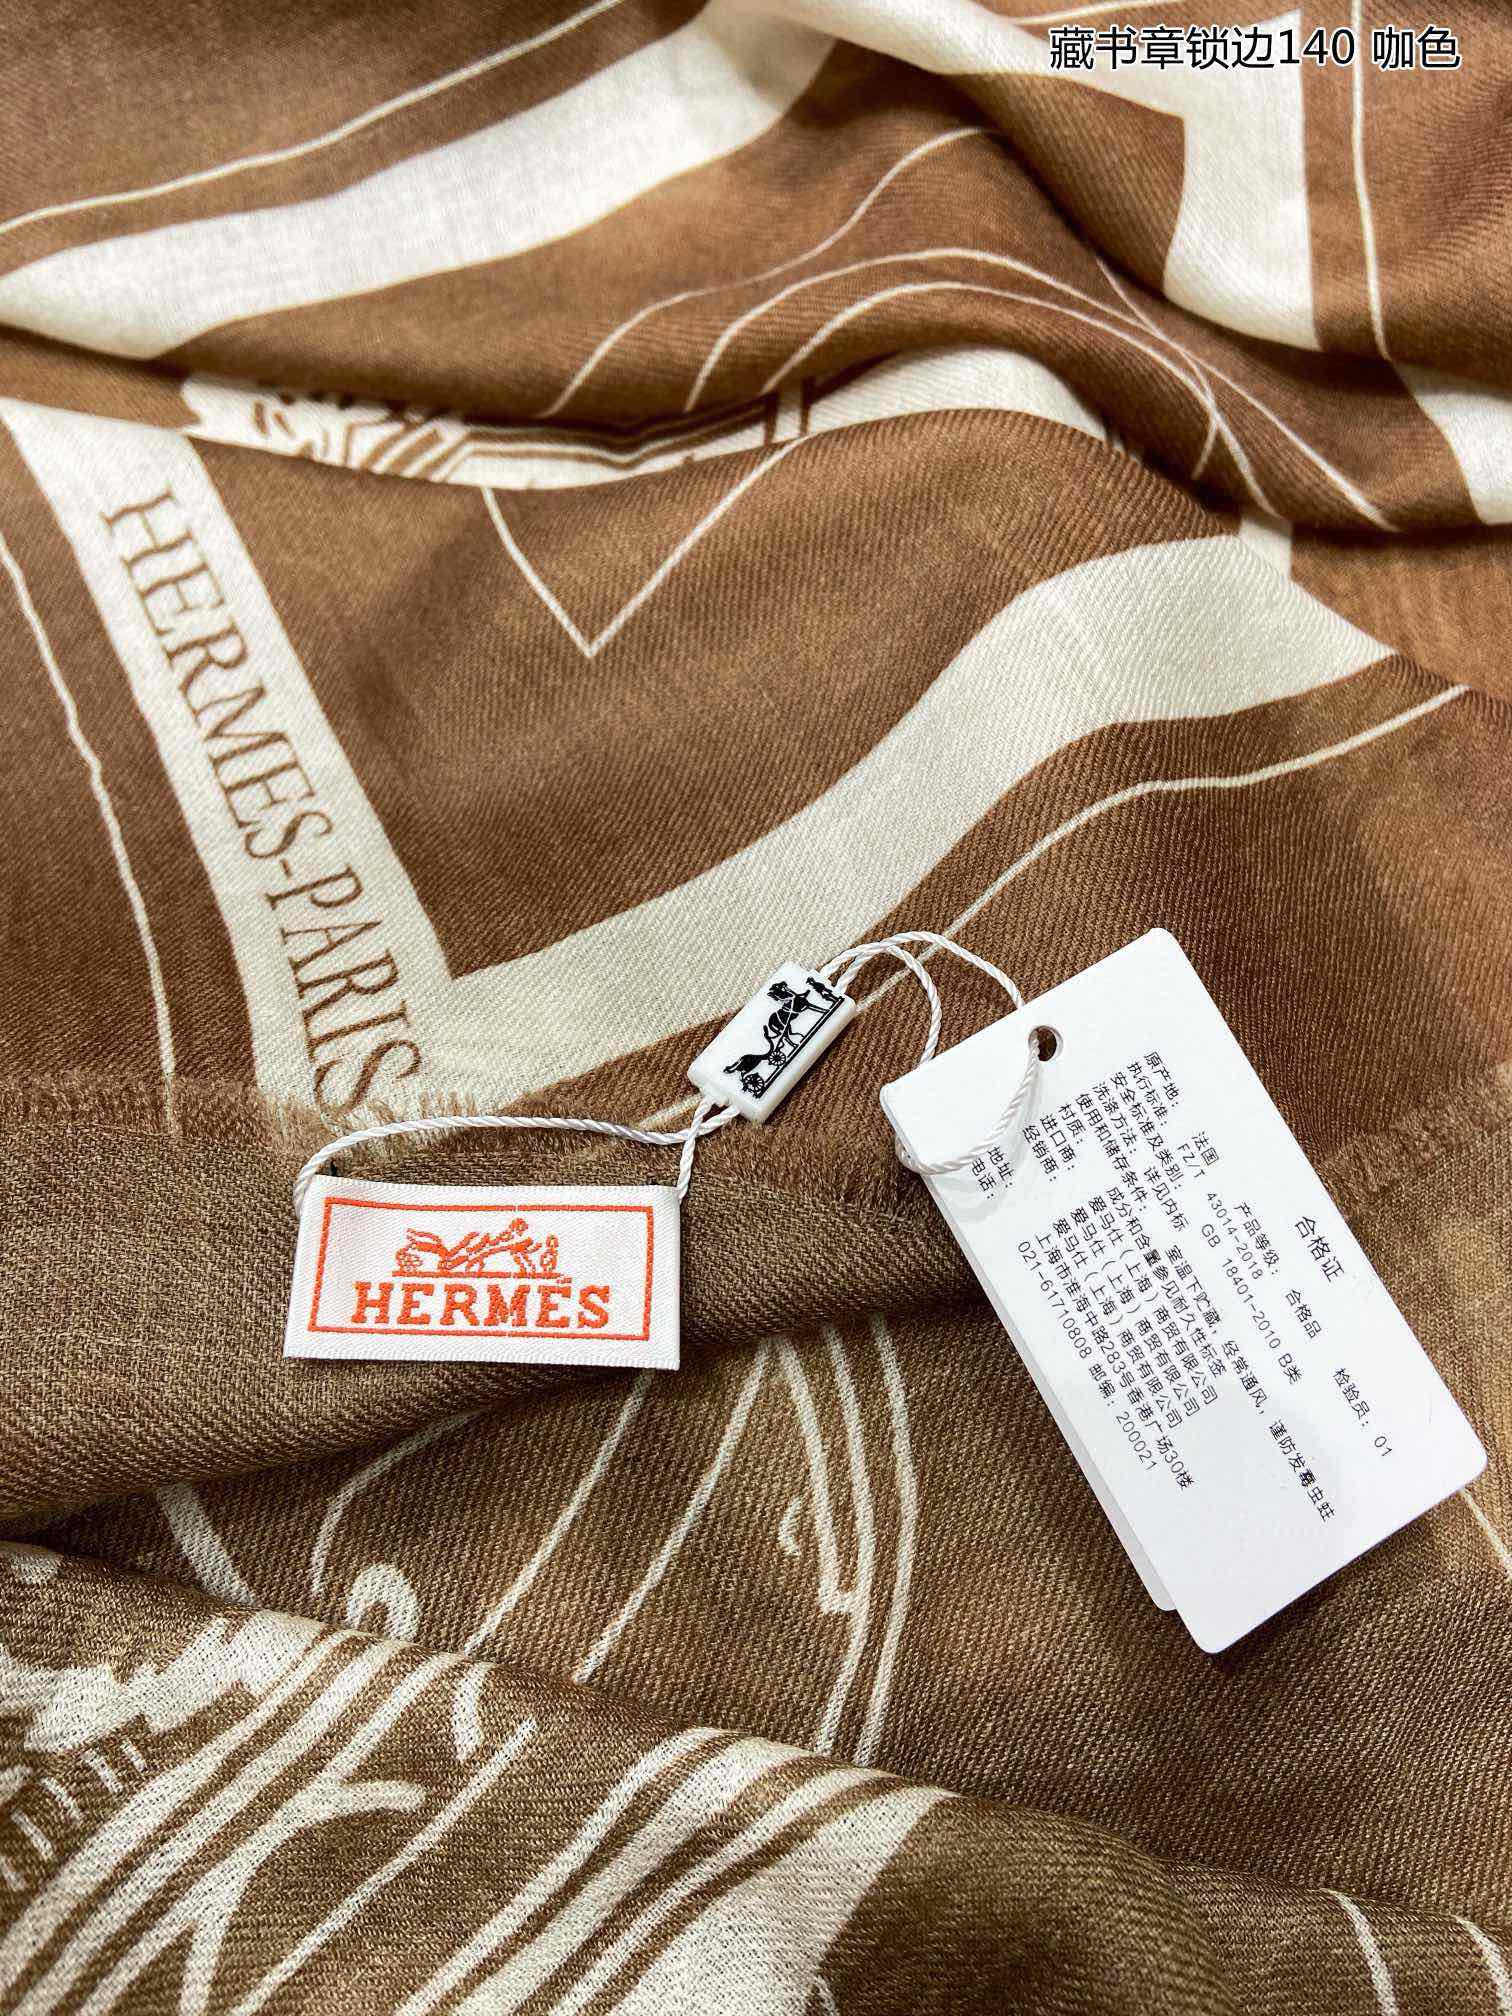 藏书章锁边140 咖色
HERMES-PARIS
HERMÈS
合格证
原产地: 法国 产品等级: 合格品 检验员: 01
执行标准: FZ/T 43014-2018
安全标准及类别: GB 18401-2010 B类
洗涤方法: 详见内标
使用和储存条件: 室温下贮藏, 经常通风, 谨防发霉虫蛀
材质: 成分和含量参见耐久性标签
进口商: 爱马仕(上海)商贸有限公司
经销商: 爱马仕(上海)商贸有限公司
地址: 上海市淮海中路283号香港广场30楼
电话: 021-61710808 邮编: 200021